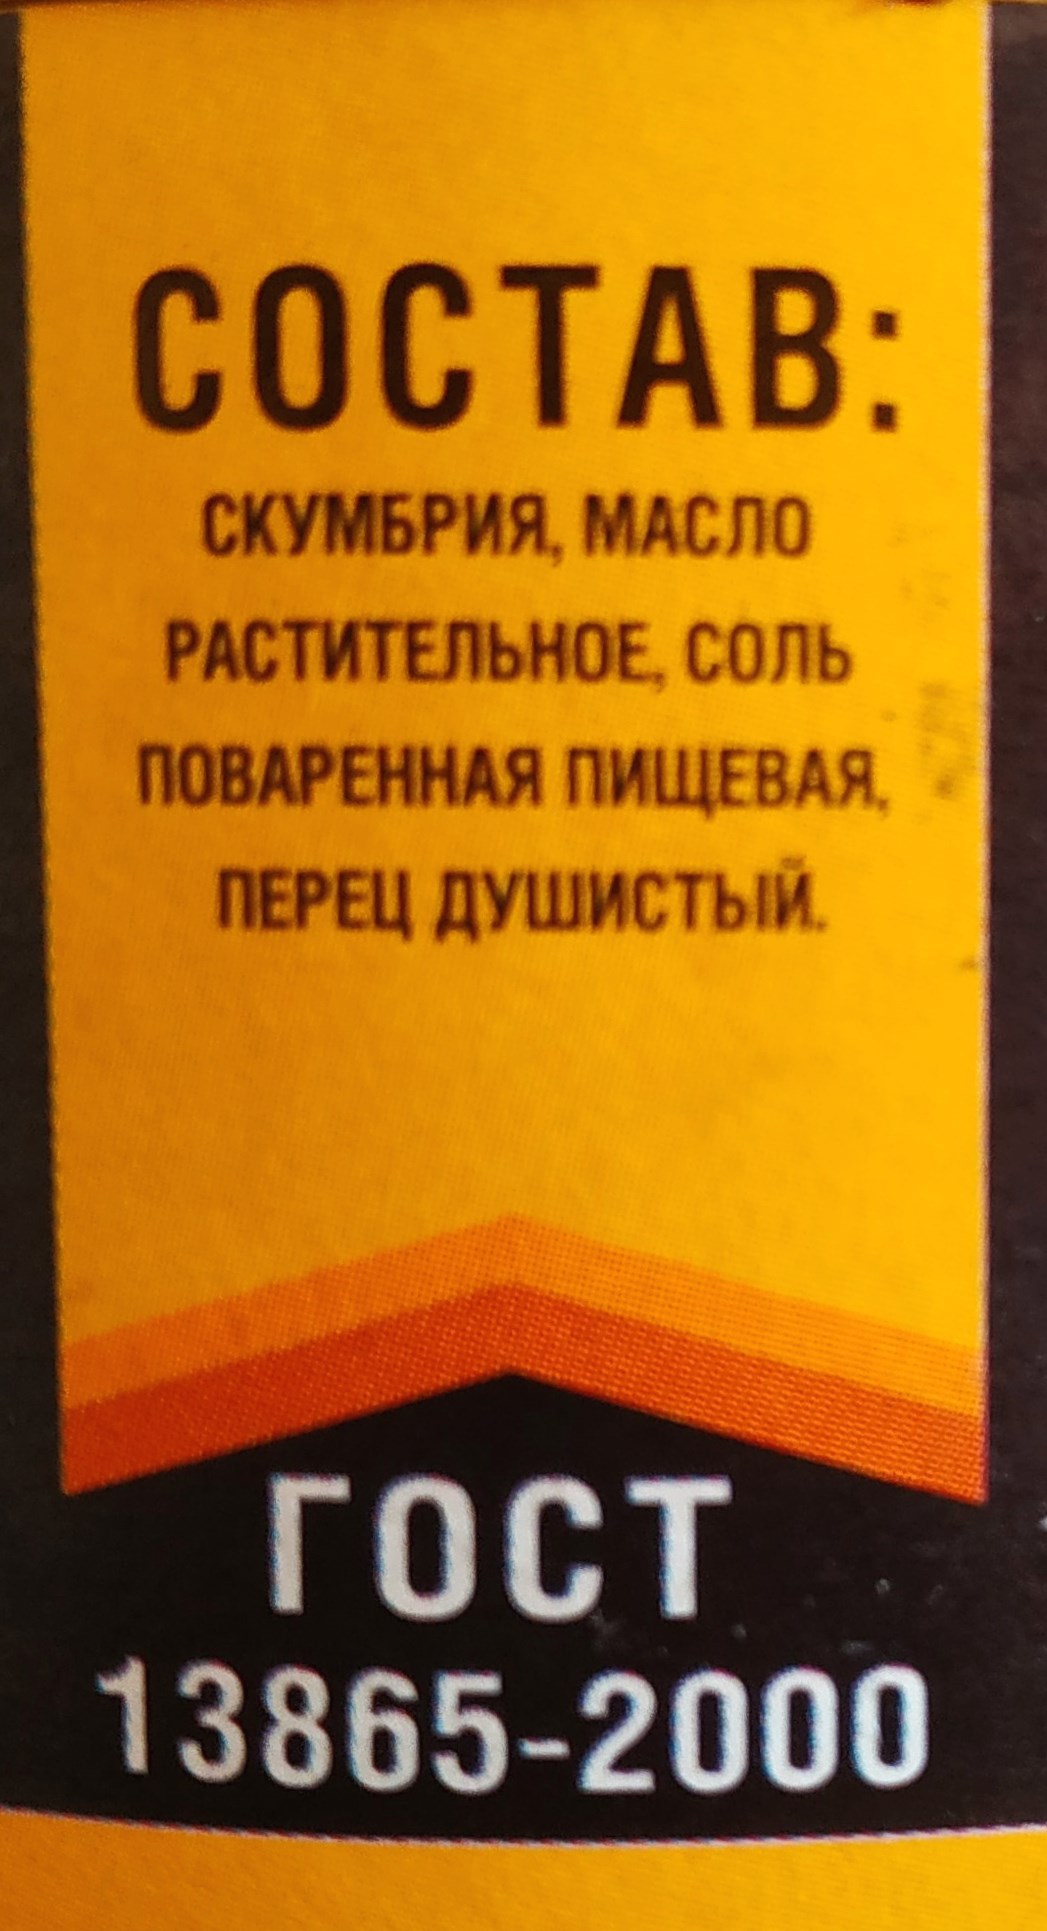 СОСТАВ:
СКУМБРИЯ, МАСЛО
РАСТИТЕЛЬНОЕ, СОЛЬ
ПОВАРЕННАЯ ПИЩЕВАЯ,
ПЕРЕЦ ДУШИСТЫЙ.
ГОСТ
13865-2000